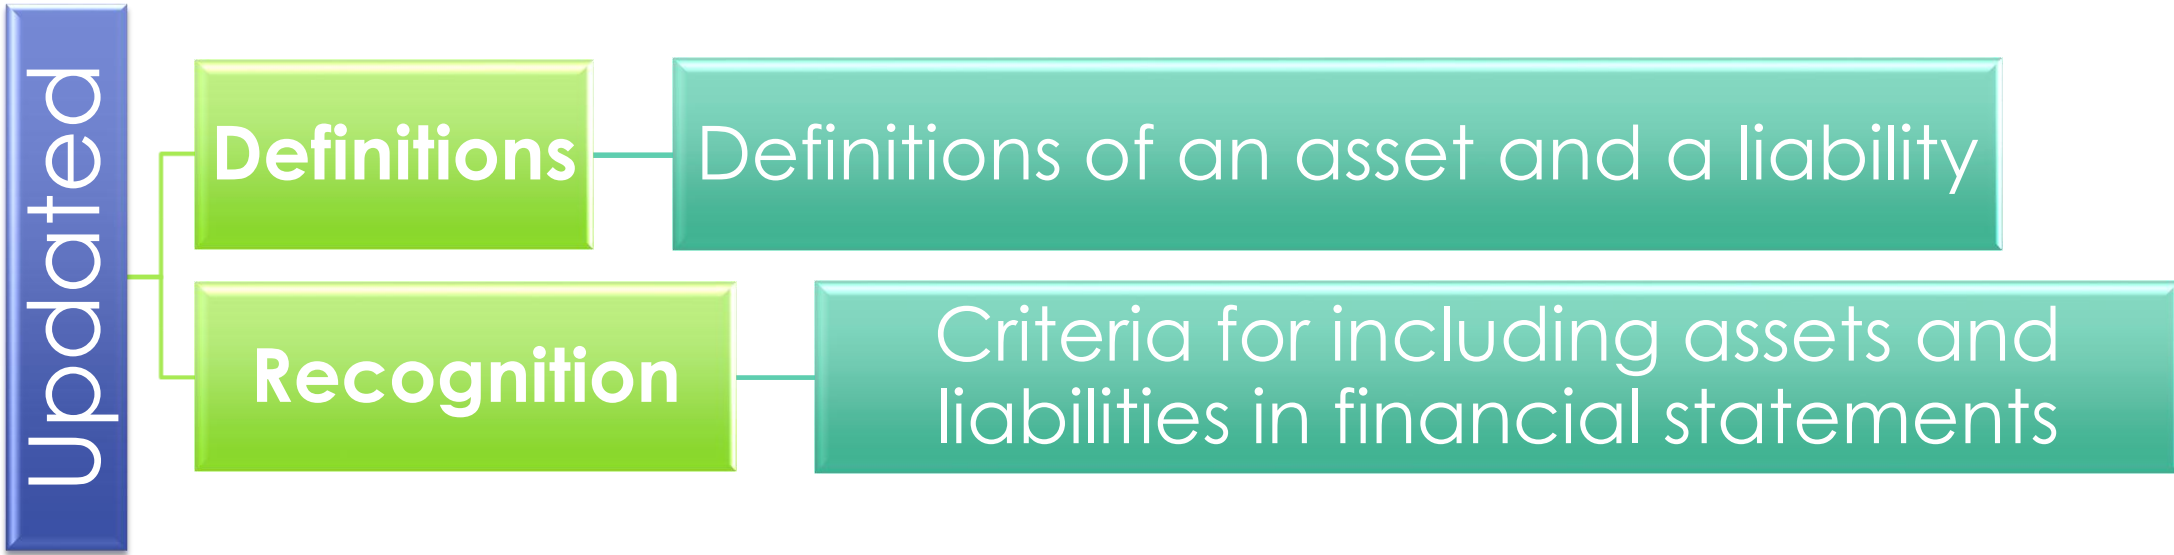 Updated
Definitions
Definitions of an asset and a liability
Recognition
Criteria for including assets and
liabilities in financial statements